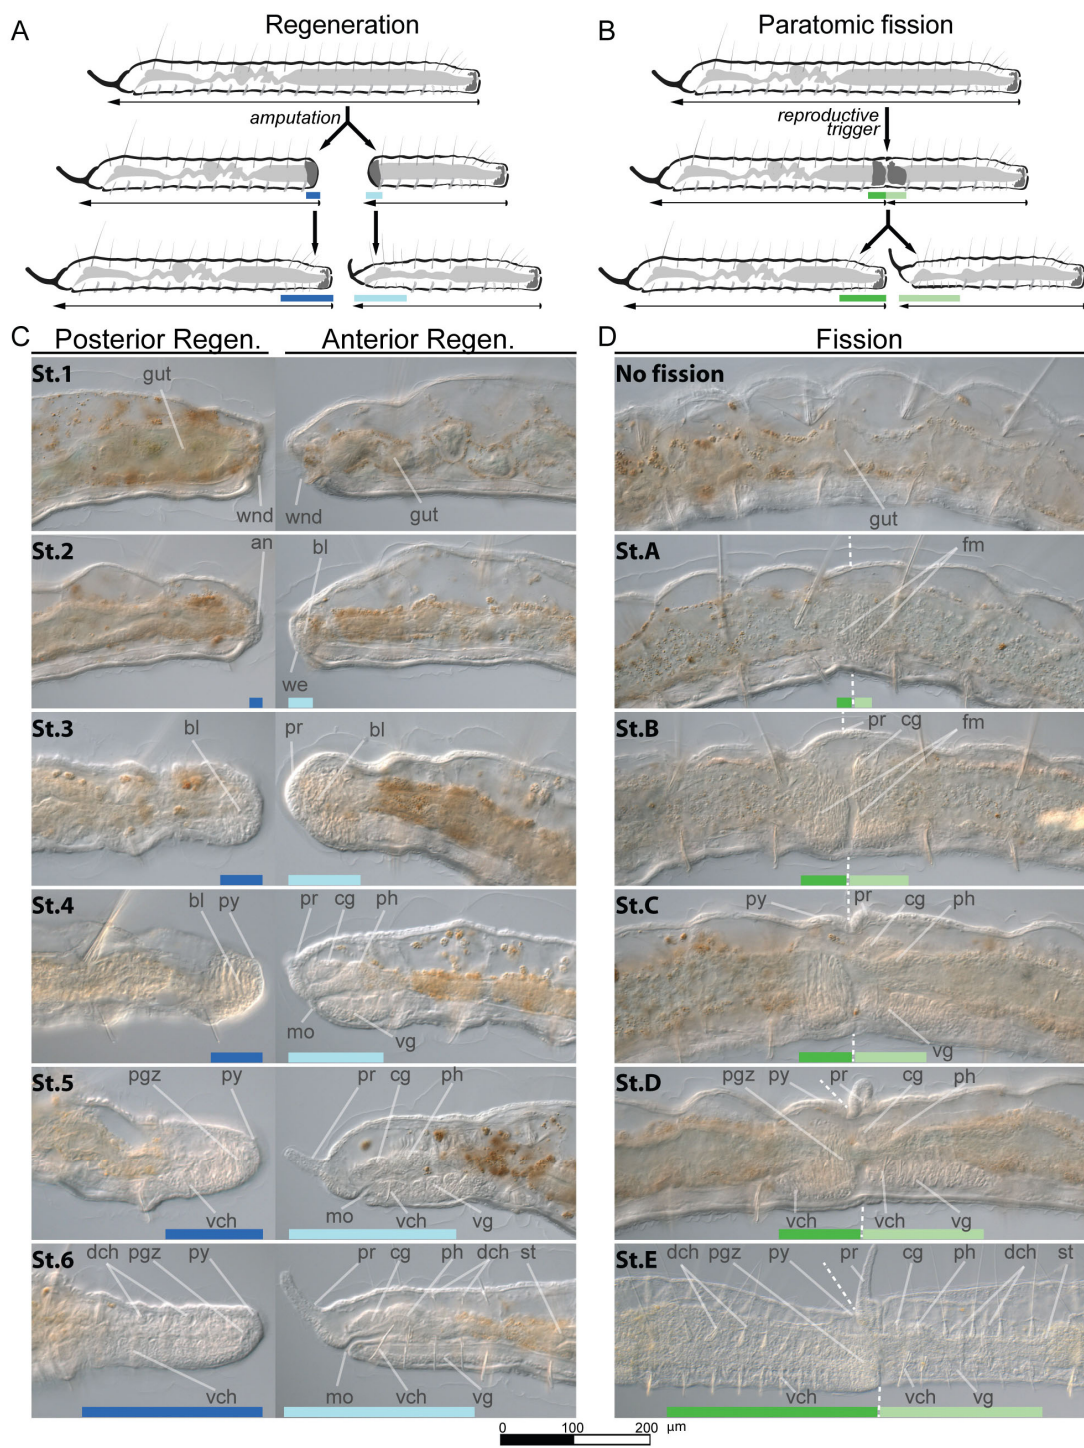 A
Regeneration
B
Paratomic fission
amputation
reproductive
trigger
C
Posterior Regen.
Anterior Regen.
D
Fission
St.1
gut
wnd
wnd
gut
No fission
gut
St.2
an
bl
we
St.A
fm
St.3
bl
pr
bl
St.B
pr
cg
fm
St.4
bl
py
pr
cg
ph
mo
vg
St.C
py
pr
cg
ph
vg
St.5
pgz
py
vch
pr
cg
ph
mo
vch
vg
St.D
pgz
py
pr
cg
ph
vch
vch
vg
St.6
dch
pgz
py
vch
pr
cg
ph
dch
st
mo
vch
vg
St.E
dch
pgz
py
pr
cg
ph
dch
st
vch
vch
vg
0 100 200 μm